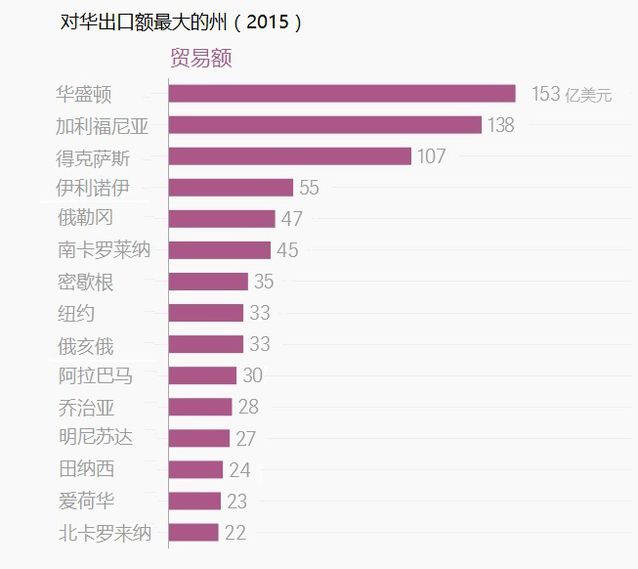 对华出口额最大的州（2015）
贸易额
华盛顿 153 亿美元
加利福尼亚 138
得克萨斯 107
伊利诺伊 55
俄勒冈 47
南卡罗莱纳 45
密歇根 35
纽约 33
俄亥俄 33
阿拉巴马 30
乔治亚 28
明尼苏达 27
田纳西 24
爱荷华 23
北卡罗来纳 22